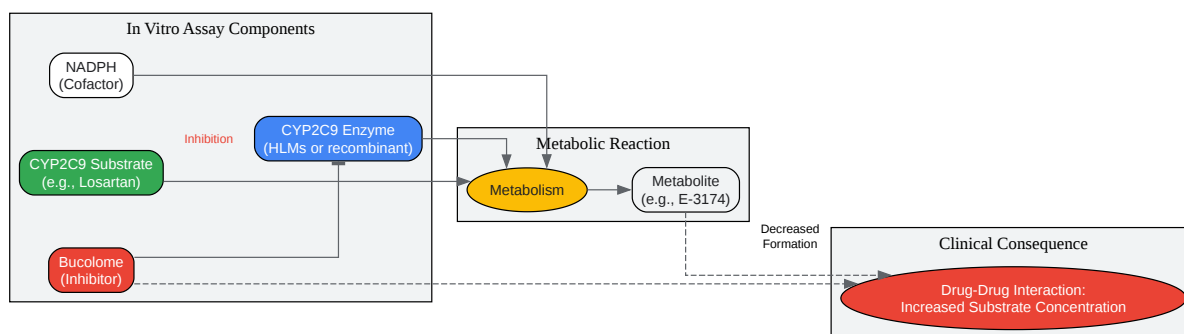 In Vitro Assay Components
NADPH
(Cofactor)
Inhibition
CYP2C9 Enzyme
(HLMs or recombinant)
CYP2C9 Substrate
(e.g., Losartan)
Bucolome
(Inhibitor)
Metabolic Reaction
Metabolism
Metabolite
(e.g., E-3174)
Decreased
Formation
Clinical Consequence
Drug-Drug Interaction:
Increased Substrate Concentration